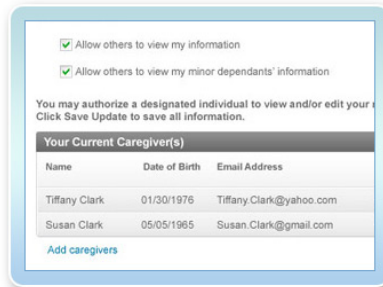 Allow others to view my information
Allow others to view my minor dependants' information
You may authorize a designated individual to view and/or edit your
Click Save Update to save all information.
Your Current Caregiver(s)
Name Date of Birth Email Address
Tiffany Clark 01/30/1976 Tiffany.Clark@yahoo.com
Susan Clark 05/05/1965 Susan.Clark@gmail.com
Add caregivers